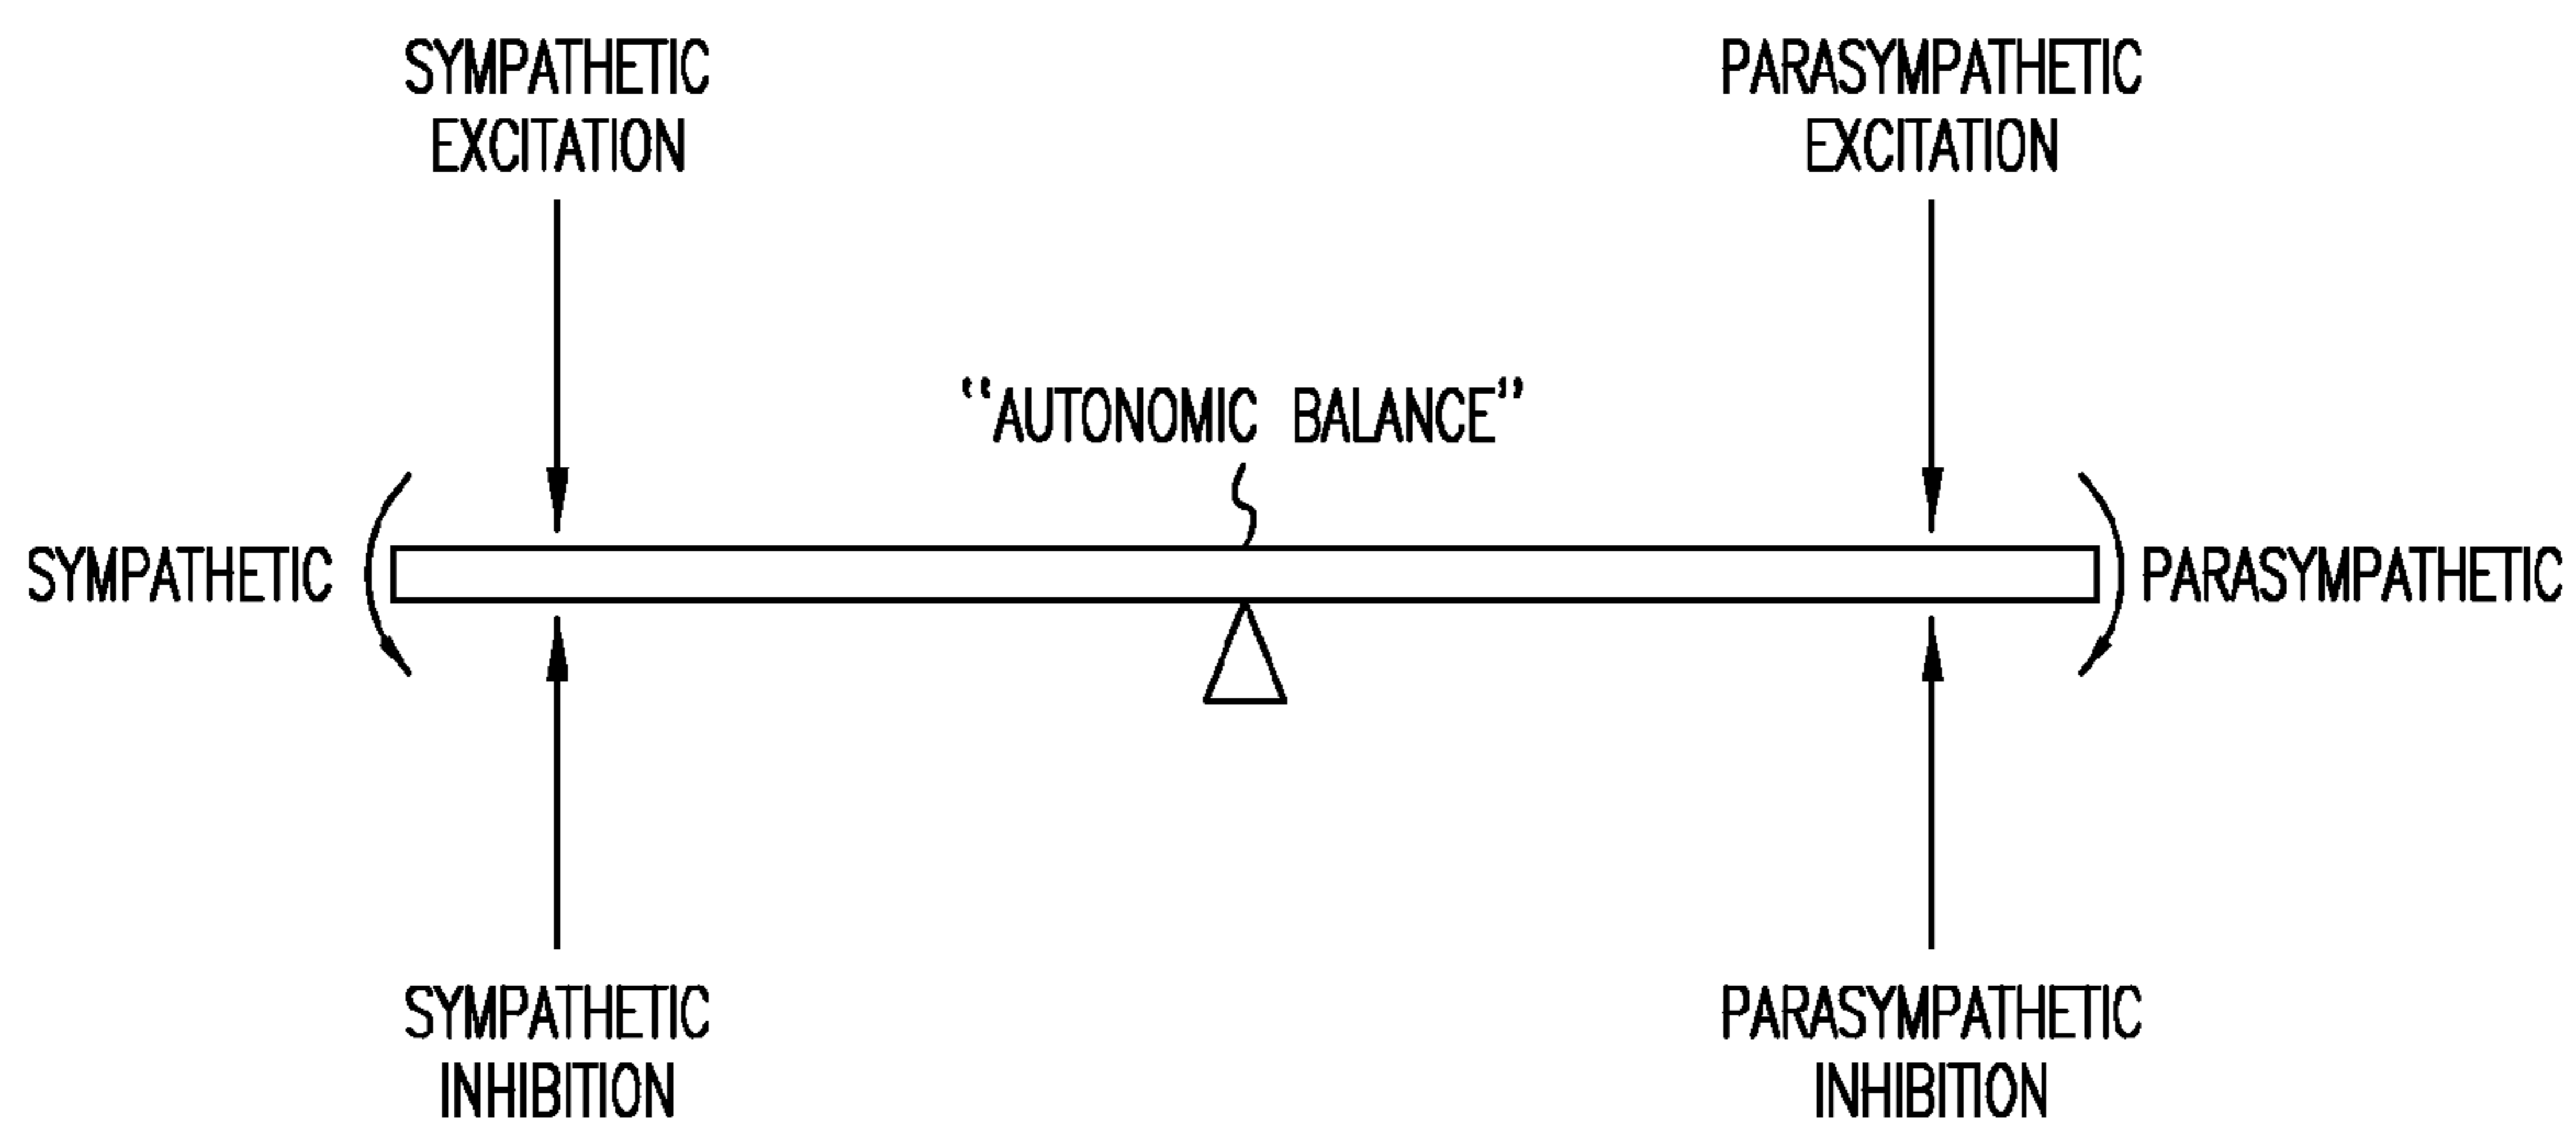 SYMPATHETIC
EXCITATION
PARASYMPATHETIC
EXCITATION
“AUTONOMIC BALANCE”
SYMPATHETIC
PARASYMPATHETIC
SYMPATHETIC
INHIBITION
PARASYMPATHETIC
INHIBITION